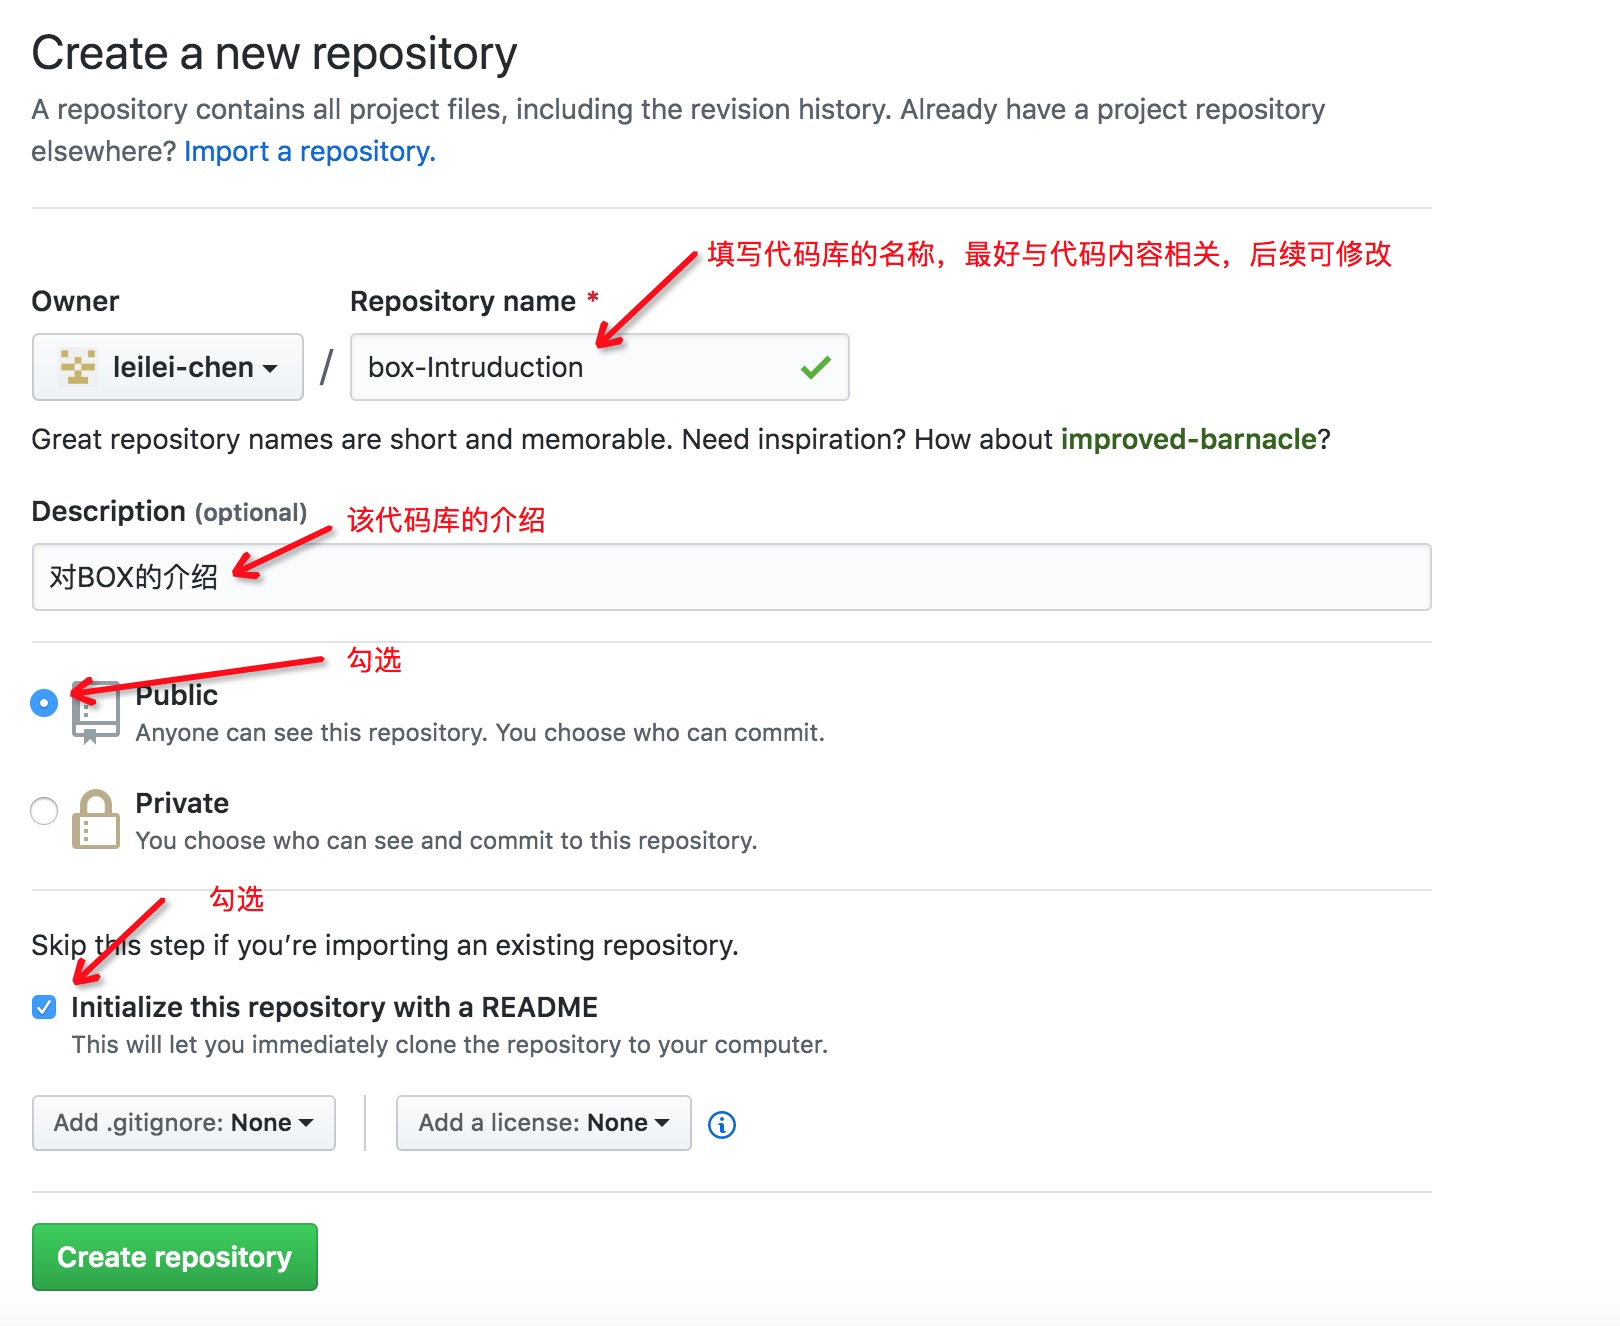 Create a new repository
A repository contains all project files, including the revision history. Already have a project repository
elsewhere? Import a repository.
填写代码库的名称，最好与代码内容相关，后续可修改
Owner
Repository name *
leilei-chen
/
box-Intruduction
Great repository names are short and memorable. Need inspiration? How about improved-barnacle?
Description (optional)
该代码库的介绍
对BOX的介绍
勾选
Public
Anyone can see this repository. You choose who can commit.
Private
You choose who can see and commit to this repository.
勾选
Skip this step if you’re importing an existing repository.
Initialize this repository with a README
This will let you immediately clone the repository to your computer.
Add .gitignore: None
Add a license: None
Create repository